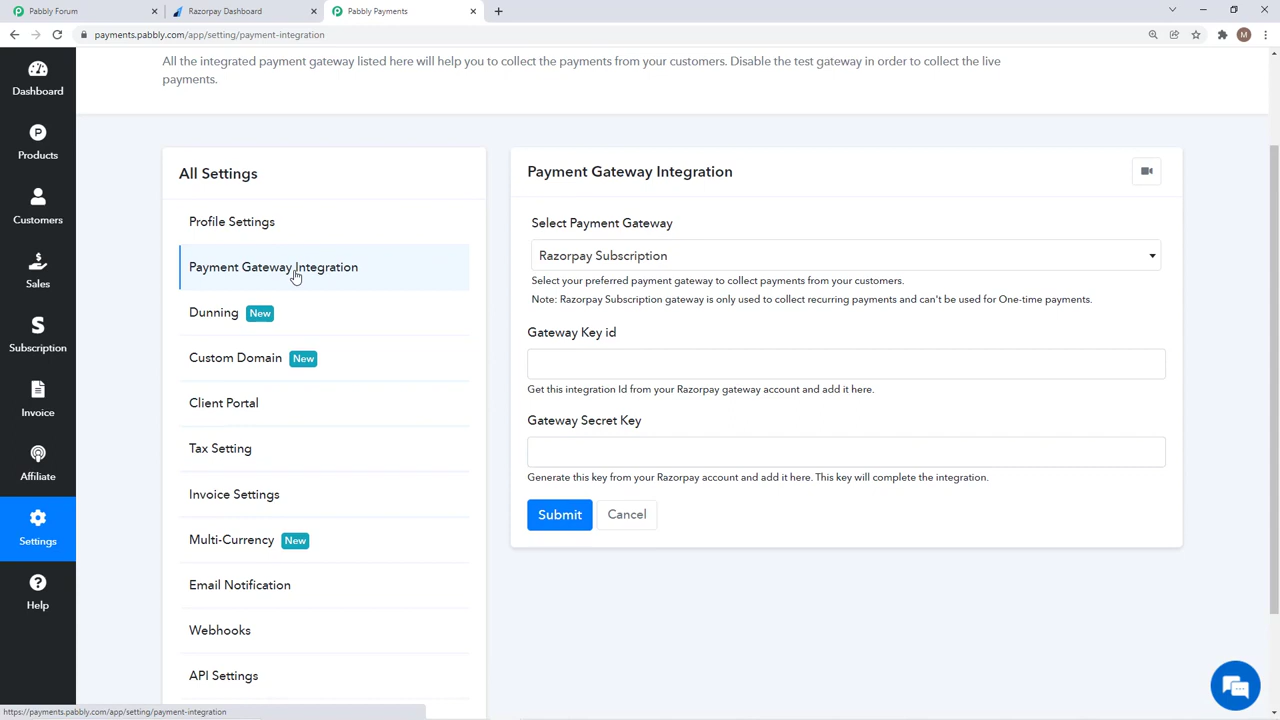 Pabbly Forum
Razorpay Dashboard
Pabbly Payments
payments.pabbly.com/app/setting/payment-integration
M
All the integrated payment gateway listed here will help you to collect the payments from your customers. Disable the test gateway in order to collect the live
payments.
Dashboard
Products
Customers
Sales
Subscription
Invoice
Affiliate
Settings
Help
All Settings
Profile Settings
Payment Gateway Integration
Dunning New
Custom Domain New
Client Portal
Tax Setting
Invoice Settings
Multi-Currency New
Email Notification
Webhooks
API Settings
Payment Gateway Integration
Select Payment Gateway
Razorpay Subscription
Select your preferred payment gateway to collect payments from your customers.
Note: Razorpay Subscription gateway is only used to collect recurring payments and can't be used for One-time payments.
Gateway Key id
Get this integration Id from your Razorpay gateway account and add it here.
Gateway Secret Key
Generate this key from your Razorpay account and add it here. This key will complete the integration.
Submit
Cancel
https://payments.pabbly.com/app/setting/payment-integration